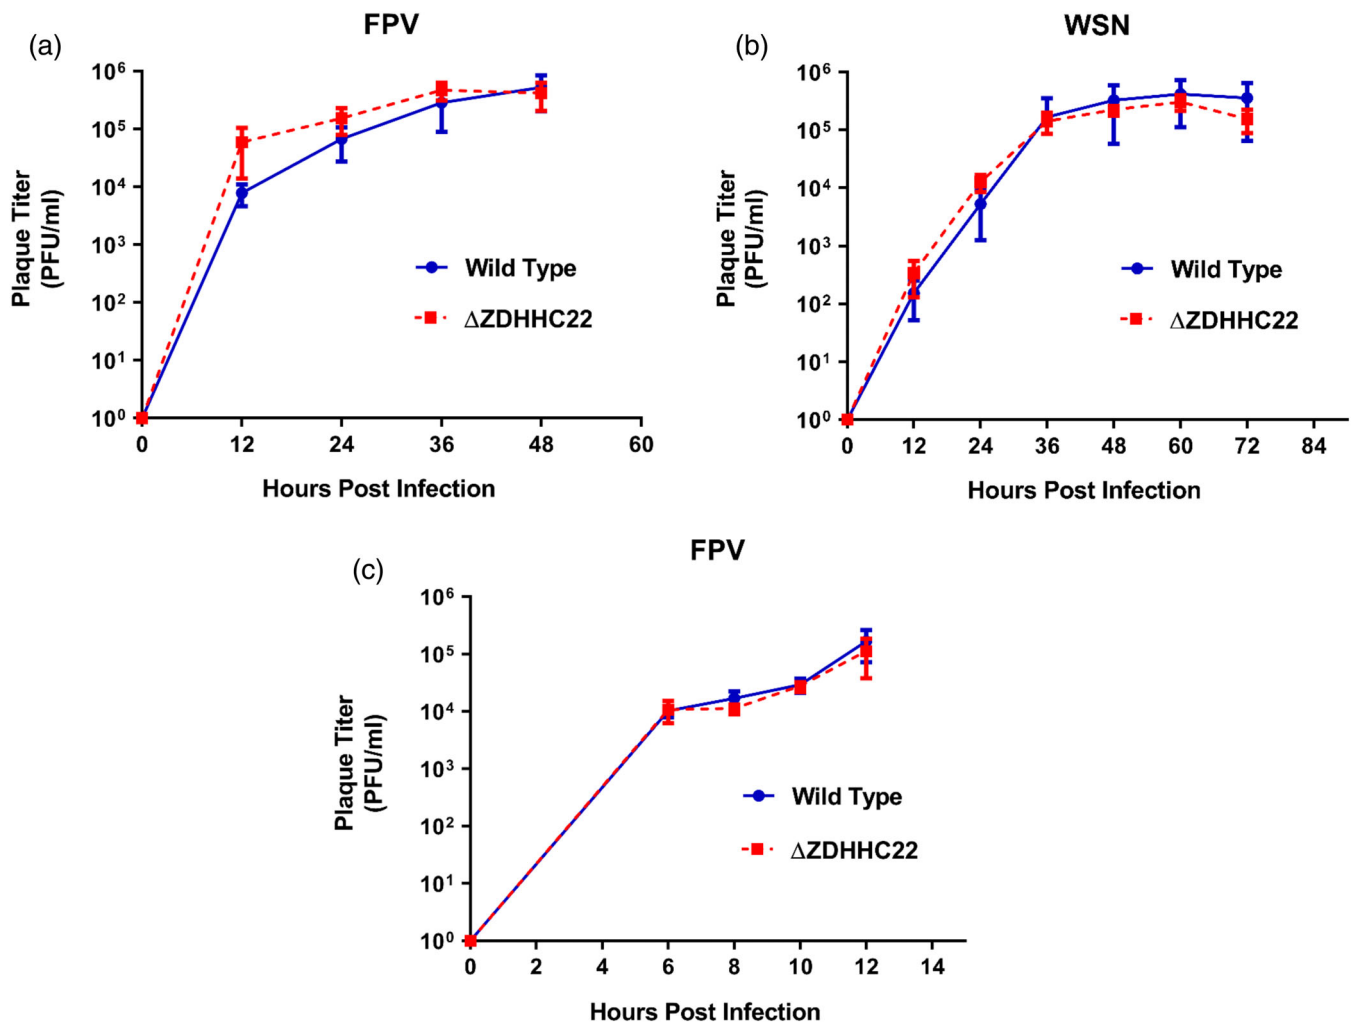 (a)
FPV
Plaque Titer
(PFU/ml)
10⁶
10⁵
10⁴
10³
10²
10¹
10⁰
0 12 24 36 48 60
Hours Post Infection
Wild Type
ΔZDHHC22
(b)
WSN
Plaque Titer
(PFU/ml)
10⁶
10⁵
10⁴
10³
10²
10¹
10⁰
0 12 24 36 48 60 72 84
Hours Post Infection
Wild Type
ΔZDHHC22
(c)
FPV
Plaque Titer
(PFU/ml)
10⁶
10⁵
10⁴
10³
10²
10¹
10⁰
0 2 4 6 8 10 12 14
Hours Post Infection
Wild Type
ΔZDHHC22